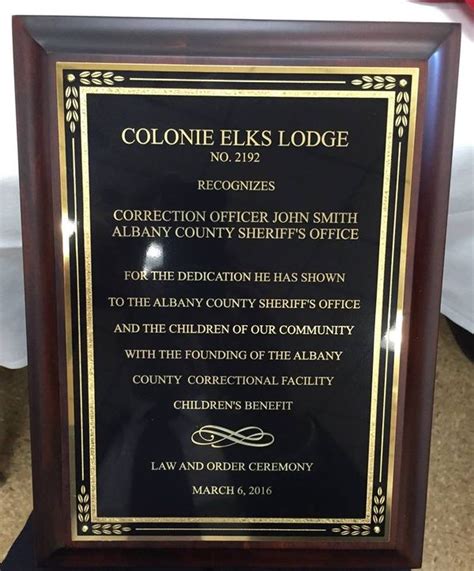 COLONIE ELKS LODGE
NO. 2192
RECOGNIZES
CORRECTION OFFICER JOHN SMITH
ALBANY COUNTY SHERIFF'S OFFICE
FOR THE DEDICATION HE HAS SHOWN
TO THE ALBANY COUNTY SHERIFF'S OFFICE
AND THE CHILDREN OF OUR COMMUNITY
WITH THE FOUNDING OF THE ALBANY
COUNTY CORRECTIONAL FACILITY
CHILDREN'S BENEFIT
LAW AND ORDER CEREMONY
MARCH 6, 2016